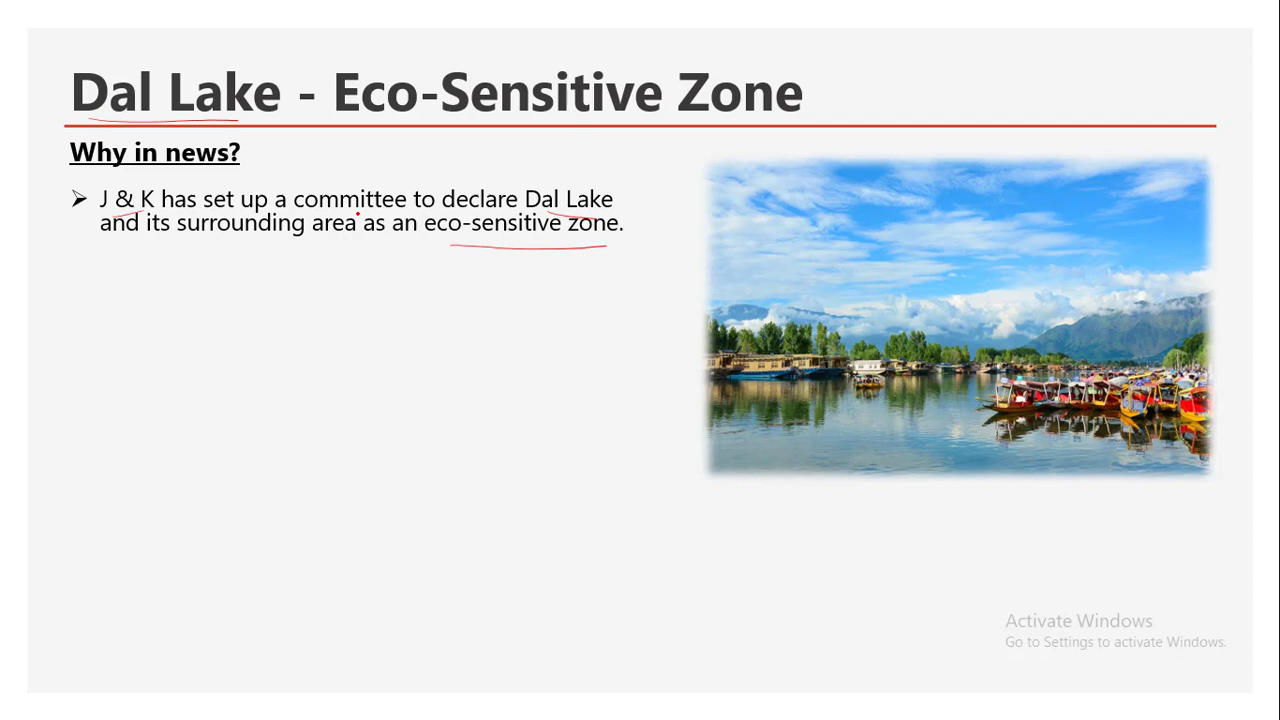 Dal Lake - Eco-Sensitive Zone
Why in news?
J & K has set up a committee to declare Dal Lake
and its surrounding area as an eco-sensitive zone.
Activate Windows
Go to Settings to activate Windows.